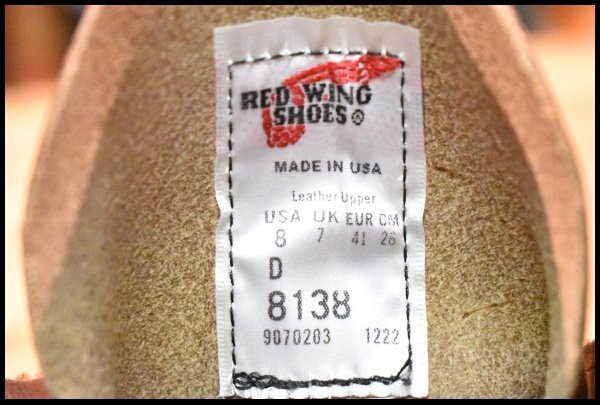 RED WING
SHOES®
MADE IN USA
Leather Upper
USA UK EUR CM
8 7 41 26
D
8138
9070203 1222